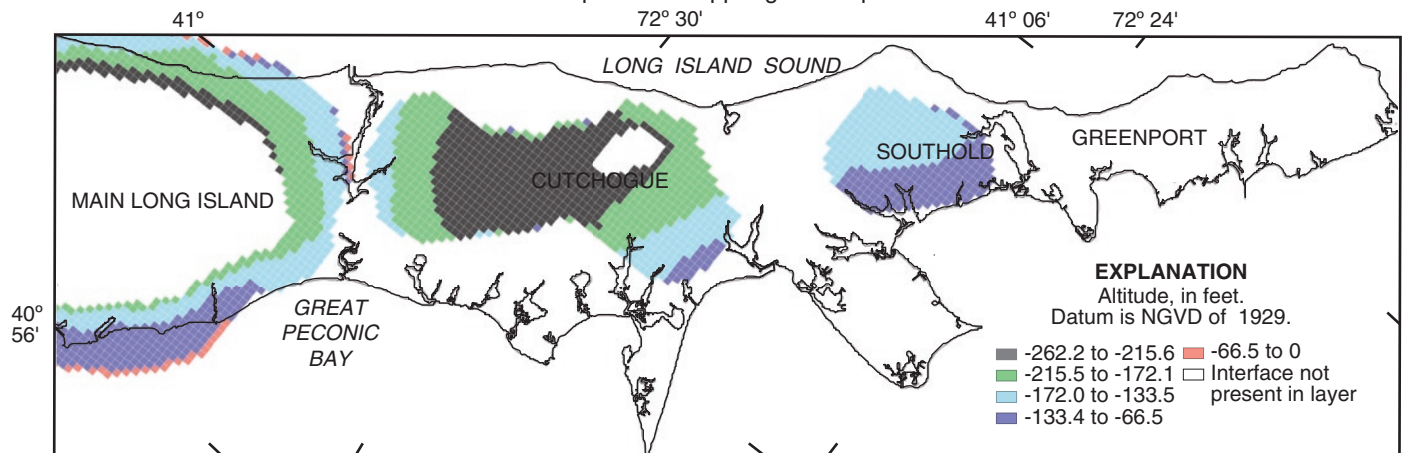 41°
72° 30'
41° 06'
72° 24'
LONG ISLAND SOUND
GREENPORT
SOUTHOLD
CUTCHOGUE
MAIN LONG ISLAND
GREAT
PECONIC
BAY
40°
56'
EXPLANATION
Altitude, in feet.
Datum is NGVD of 1929.
-262.2 to -215.6
-215.5 to -172.1
-172.0 to -133.5
-133.4 to -66.5
-66.5 to 0
Interface not
present in layer